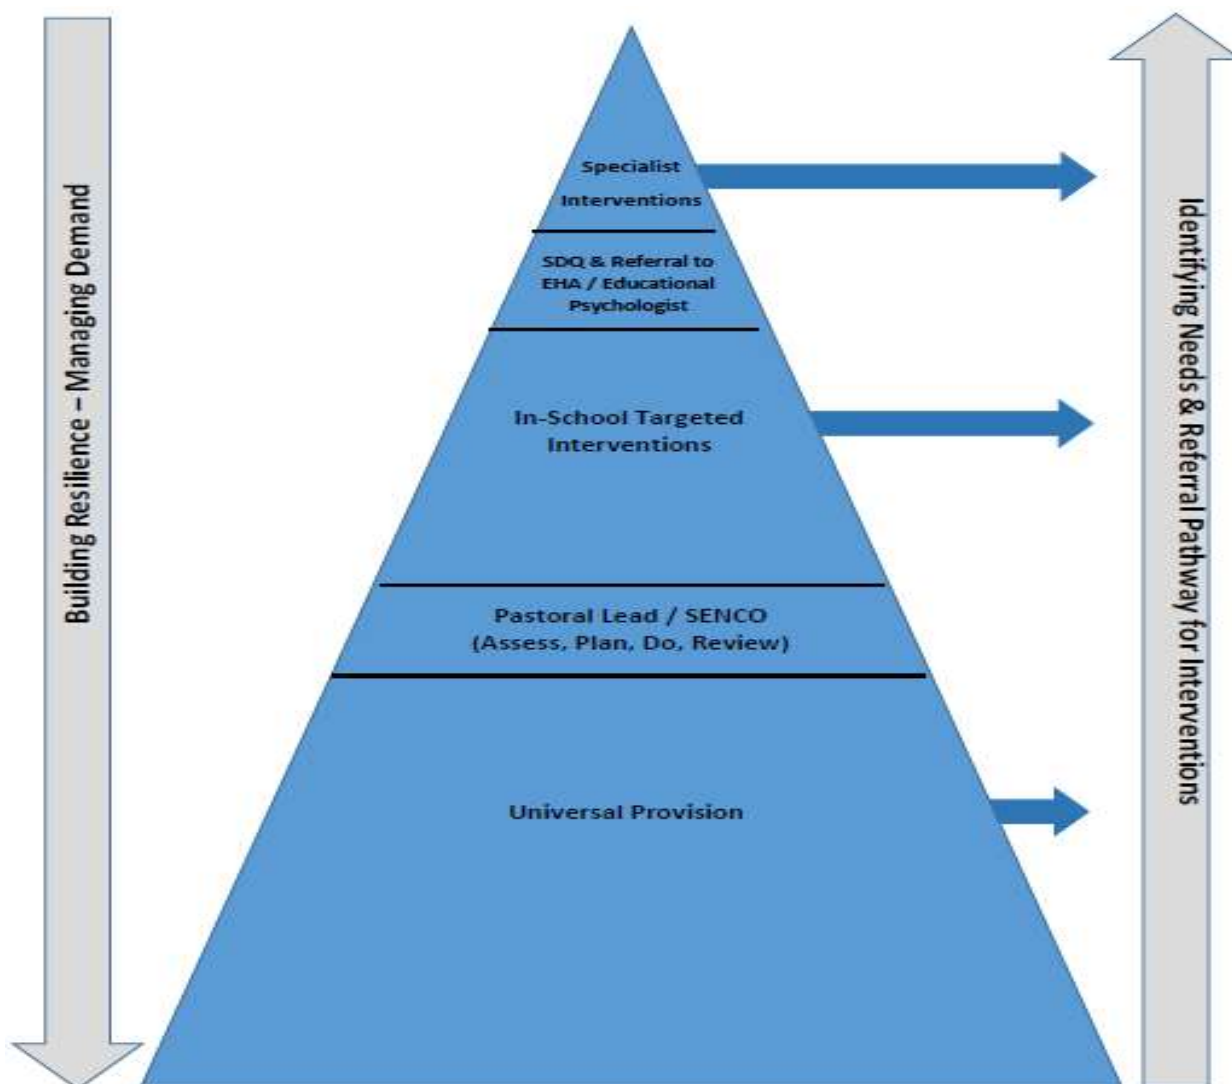 Building Resilience – Managing Demand
Specialist
Interventions
SDQ & Referral to
EHA / Educational
Psychologist
In-School Targeted
Interventions
Pastoral Lead / SENCO
(Assess, Plan, Do, Review)
Universal Provision
Identifying Needs & Referral Pathway for Interventions